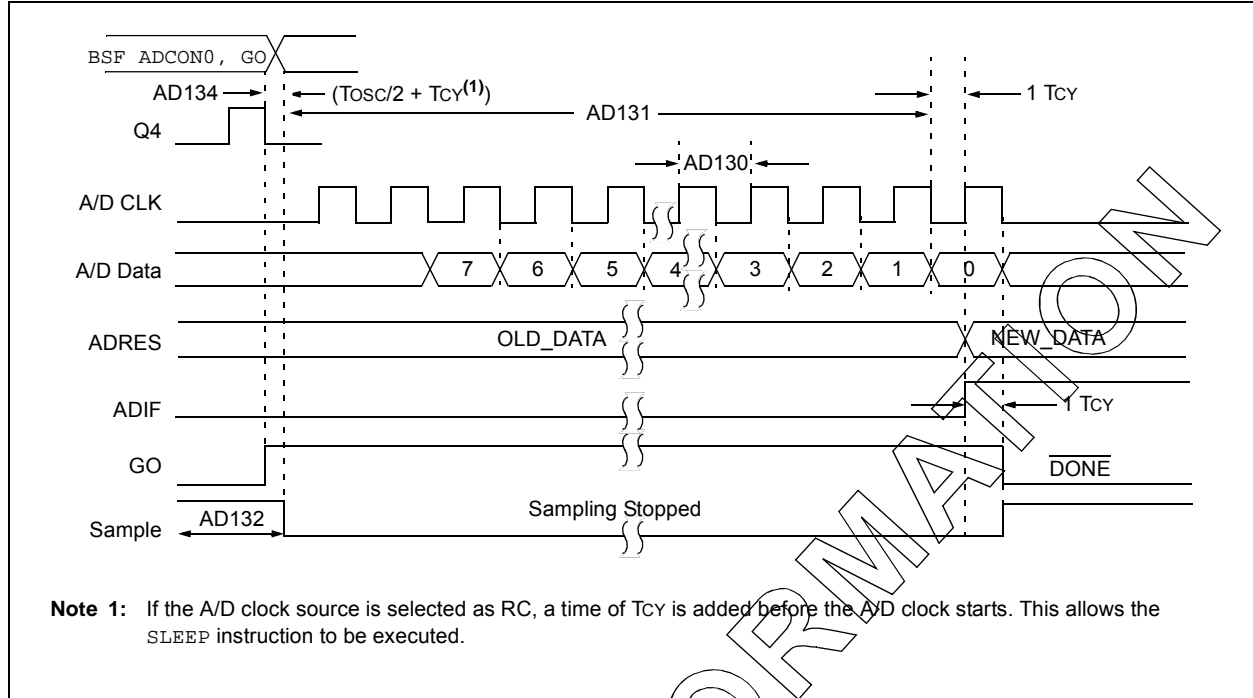 BSF ADCON0, GO
AD134
(TOSC/2 + TCY(1))
1 TCY
Q4
AD131
AD130
A/D CLK
A/D Data
7 6 5 4 3 2 1 0
ADRES
OLD_DATA
NEW_DATA
ADIF
1 TCY
GO
DONE
Sample
AD132
Sampling Stopped
Note 1: If the A/D clock source is selected as RC, a time of TCY is added before the A/D clock starts. This allows the
SLEEP instruction to be executed.
ORMATION